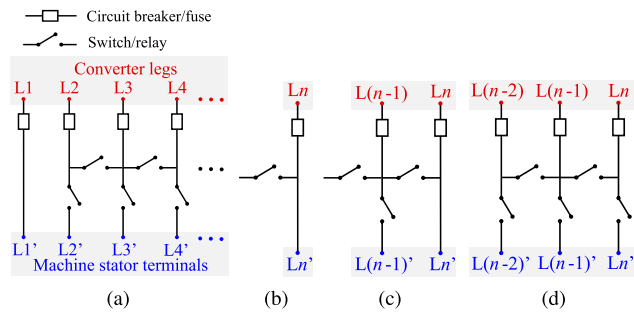 Circuit breaker/fuse
Switch/relay
Converter legs
L1 L2 L3 L4 •••
Ln L(n-1) Ln L(n-2) L(n-1) Ln
•••
•••
L1’ L2’ L3’ L4’
Ln’ L(n-1)’ Ln’ L(n-2)’ L(n-1)’ Ln’
Machine stator terminals
(a) (b) (c) (d)